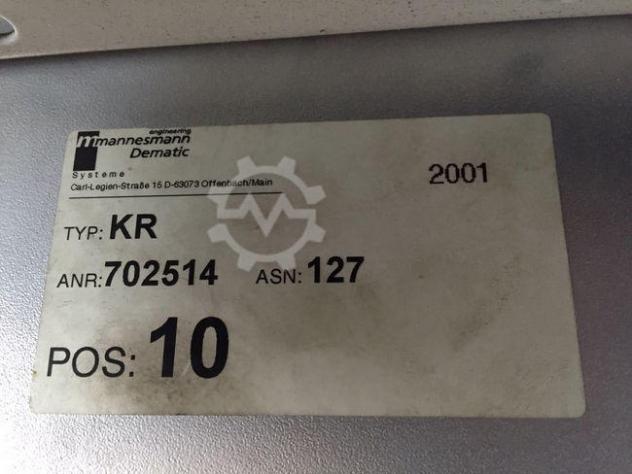 engineering
mannesmann
Dematic
Systeme
Carl-Legien-Straße 15 D-63073 Offenbach/Main
2001
TYP: KR
ANR: 702514 ASN: 127
POS: 10